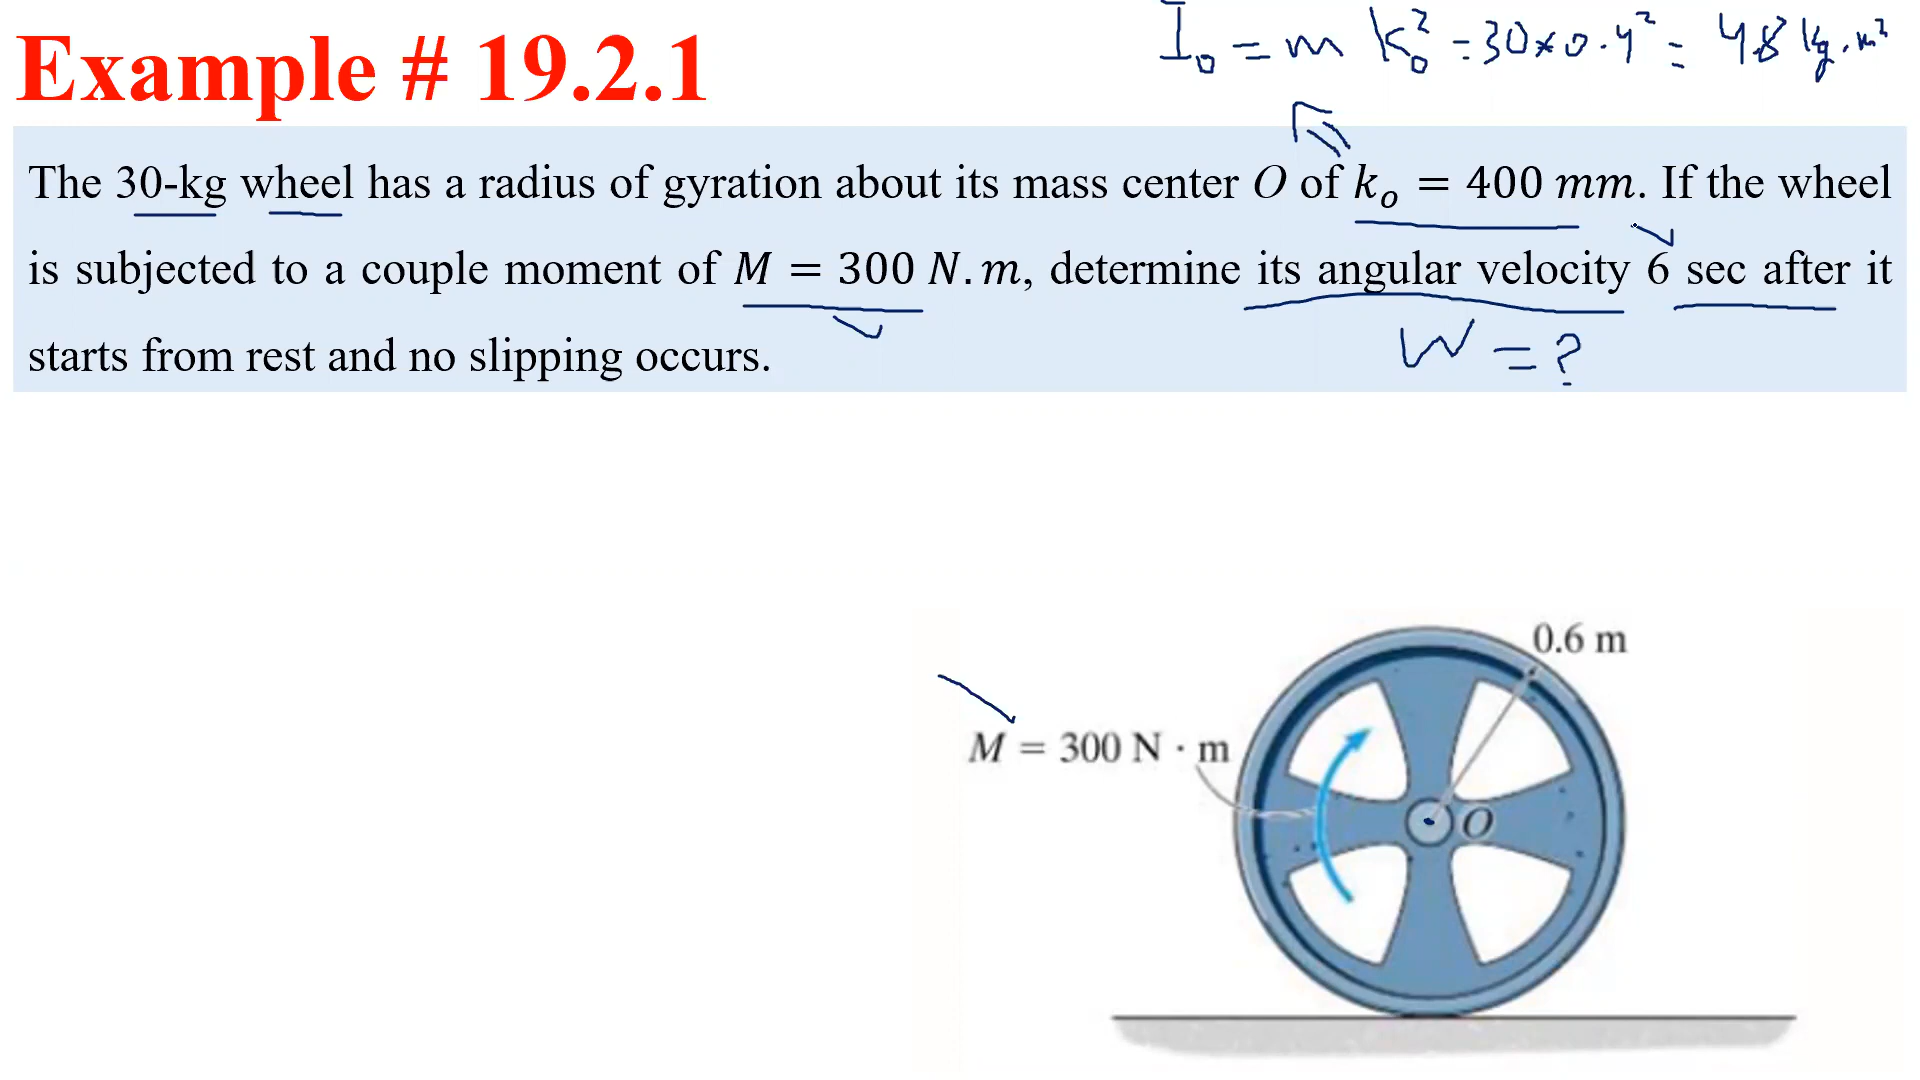 Example # 19.2.1
I₀ = m k₀² = 30 × 0.4² = 4.8 kg.m²
The 30-kg wheel has a radius of gyration about its mass center O of kₒ = 400 mm. If the wheel
is subjected to a couple moment of M = 300 N.m, determine its angular velocity 6 sec after it
starts from rest and no slipping occurs.
W = ?
0.6 m
M = 300 N · m
O